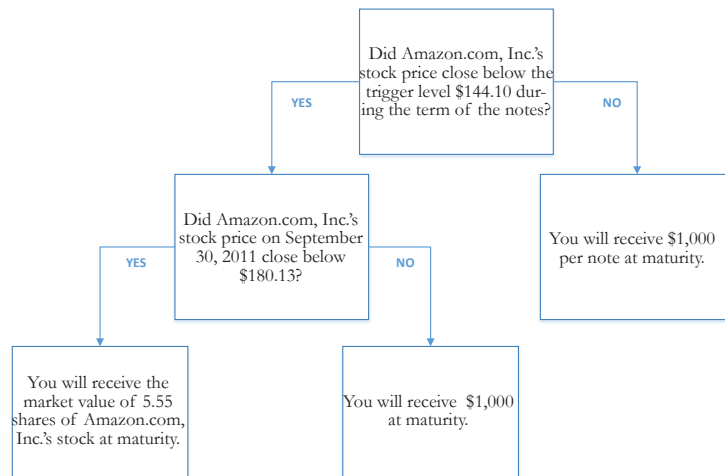 Did Amazon.com, Inc.'s
stock price close below the
trigger level $144.10 dur-
ing the term of the notes?
YES
NO
Did Amazon.com, Inc.'s
stock price on September
30, 2011 close below
$180.13?
You will receive $1,000
per note at maturity.
YES
NO
You will receive the
market value of 5.55
shares of Amazon.com,
Inc.'s stock at maturity.
You will receive $1,000
at maturity.